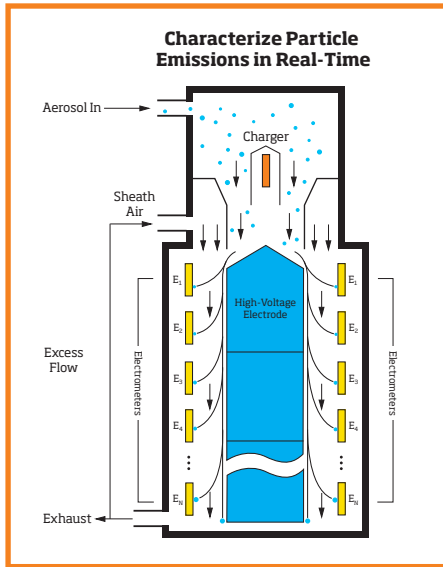 Characterize Particle
Emissions in Real-Time
Aerosol In
Charger
Sheath
Air
E1
E1
High-Voltage
Electrode
E2
E2
Excess
Flow
Electrometers
Electrometers
E3
E3
E4
E4
EN
EN
Exhaust